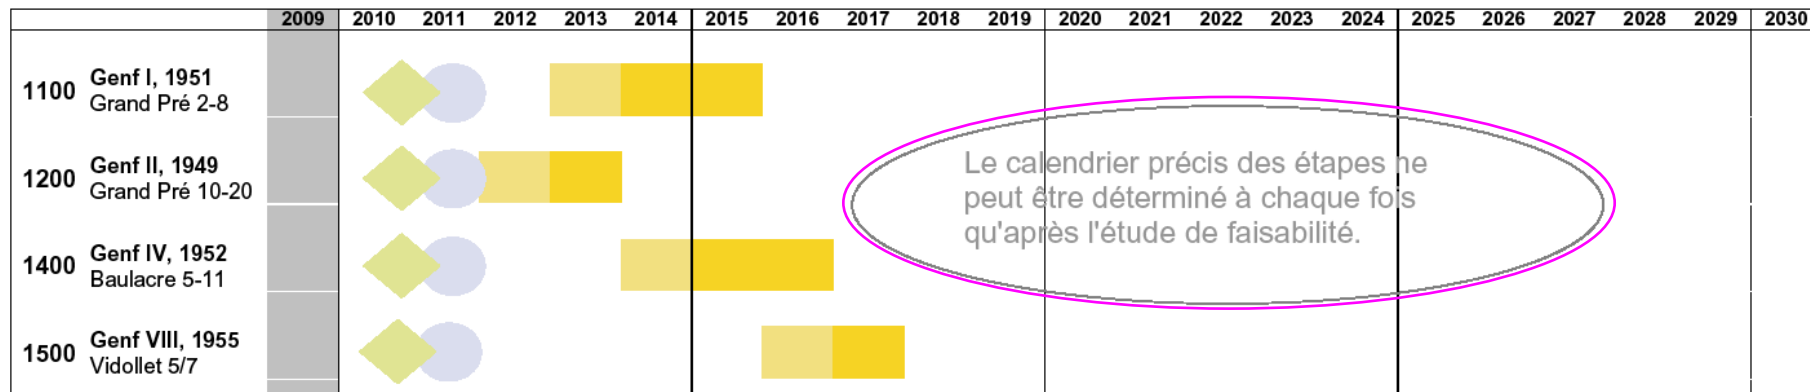 2009 2010 2011 2012 2013 2014 2015 2016 2017 2018 2019 2020 2021 2022 2023 2024 2025 2026 2027 2028 2029 2030
1100 Genf I, 1951
Grand Pré 2-8
1200 Genf II, 1949
Grand Pré 10-20
1400 Genf IV, 1952
Baulacre 5-11
1500 Genf VIII, 1955
Vidollet 5/7
Le calendrier précis des étapes ne
peut être déterminé à chaque fois
qu'après l'étude de faisabilité.